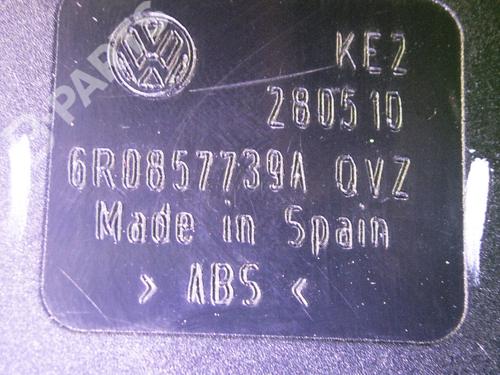 KE2
280510
6R0857739A QVZ
Made in Spain
> ABS <